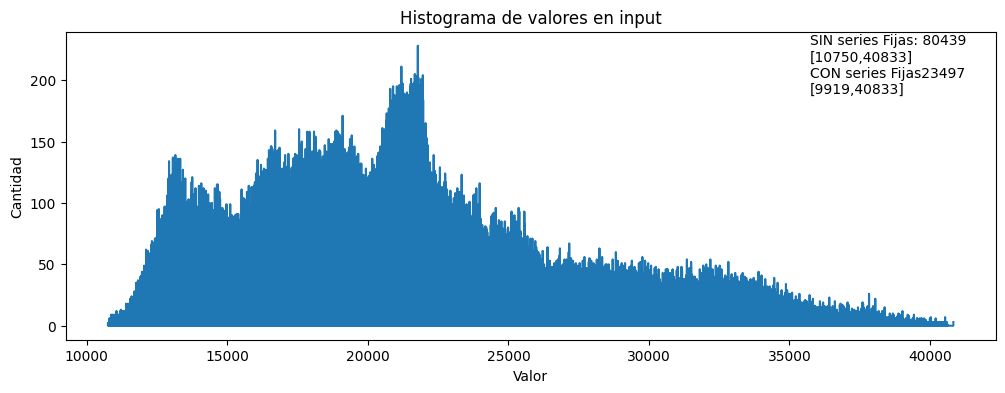 Histograma de valores en input
SIN series Fijas: 80439
[10750,40833]
CON series Fijas23497
[9919,40833]
Cantidad
200
150
100
50
0
10000 15000 20000 25000 30000 35000 40000
Valor